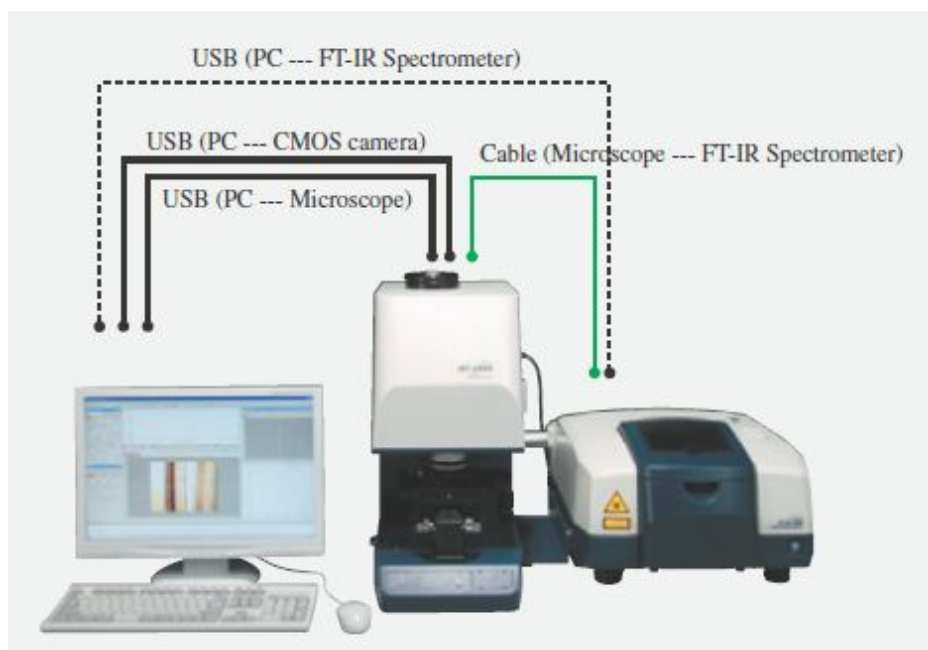 USB (PC --- FT-IR Spectrometer)
USB (PC --- CMOS camera)
Cable (Microscope --- FT-IR Spectrometer)
USB (PC --- Microscope)